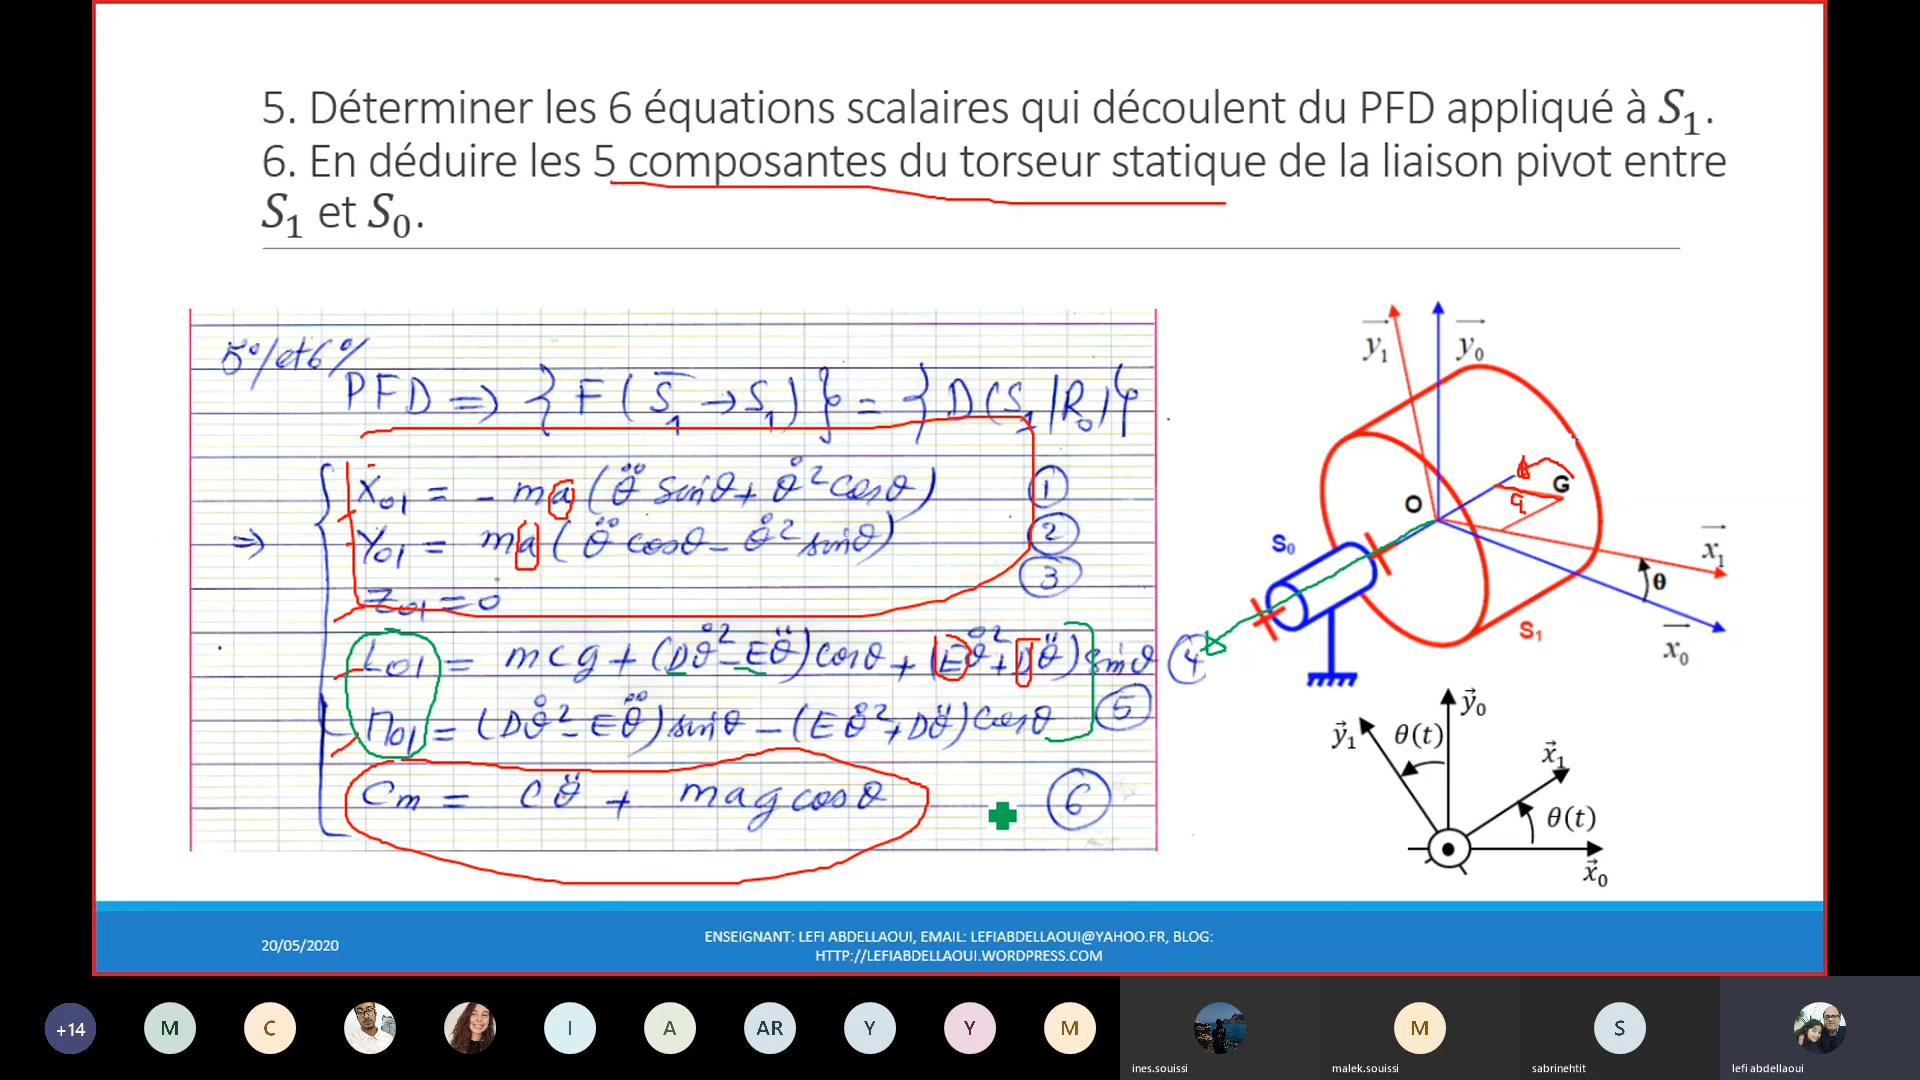 5. Déterminer les 6 équations scalaires qui découlent du PFD appliqué à S₁.
6. En déduire les 5 composantes du torseur statique de la liaison pivot entre
S₁ et S₀.
5°/et6°/
PFD => { F ( S̅₁ → S₁ ) } = { D(S₁/R₀) }
=> X₀₁ = - ma ( θ̈ sinθ + θ̇² cosθ ) ①
Y₀₁ = ma ( θ̈ cosθ - θ̇² sinθ ) ②
Z₀₁ = 0 ③
L₀₁ = mcg + (Dθ̇² - Eθ̈) cosθ + (Eθ̇² + Dθ̈) sinθ ④
M₀₁ = (Dθ̇² - Eθ̈) sinθ - (Eθ̇² + Dθ̈) cosθ ⑤
Cm = Cθ̈ + mag cosθ ⑥
y₁ y₀
G
a
O
S₀
x₁
θ
S₁
x₀
y₀
y₁ θ(t)
x₁
θ(t)
x₀
20/05/2020
ENSEIGNANT: LEFI ABDELLAOUI, EMAIL: LEFIABDELLAOUI@YAHOO.FR, BLOG:
HTTP://LEFIABDELLAOUI.WORDPRESS.COM
+14 M C I A AR Y Y M M S
ines.souissi malek.souissi sabrinehtit lefi abdellaoui